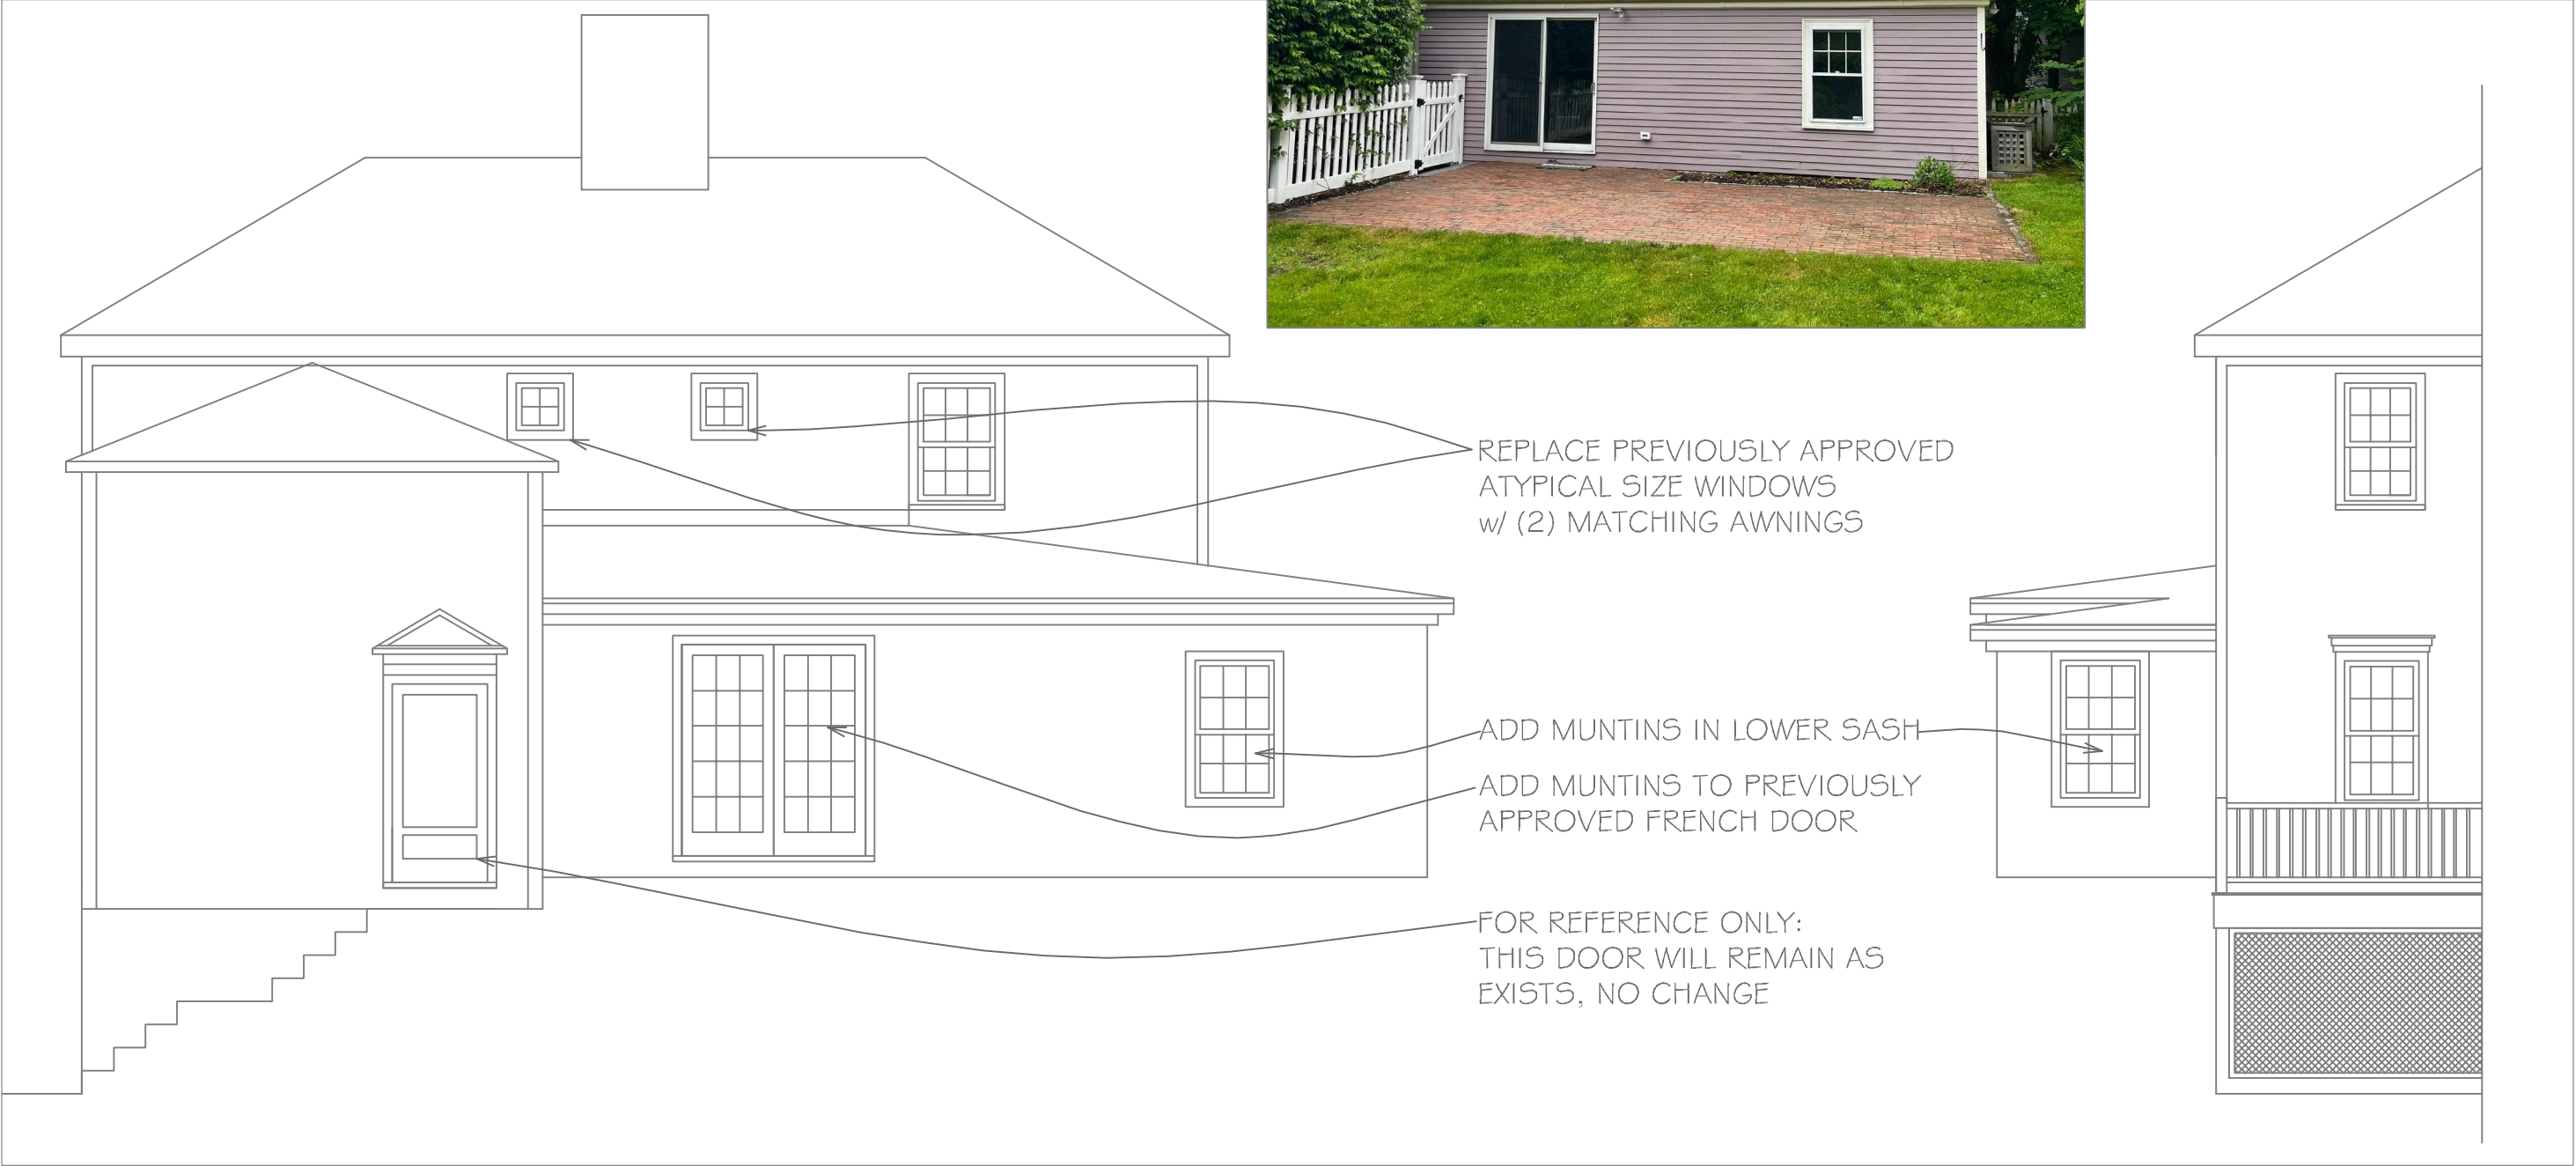 REPLACE PREVIOUSLY APPROVED
ATYPICAL SIZE WINDOWS
w/ (2) MATCHING AWNINGS
ADD MUNTINS IN LOWER SASH
ADD MUNTINS TO PREVIOUSLY
APPROVED FRENCH DOOR
FOR REFERENCE ONLY:
THIS DOOR WILL REMAIN AS
EXISTS, NO CHANGE